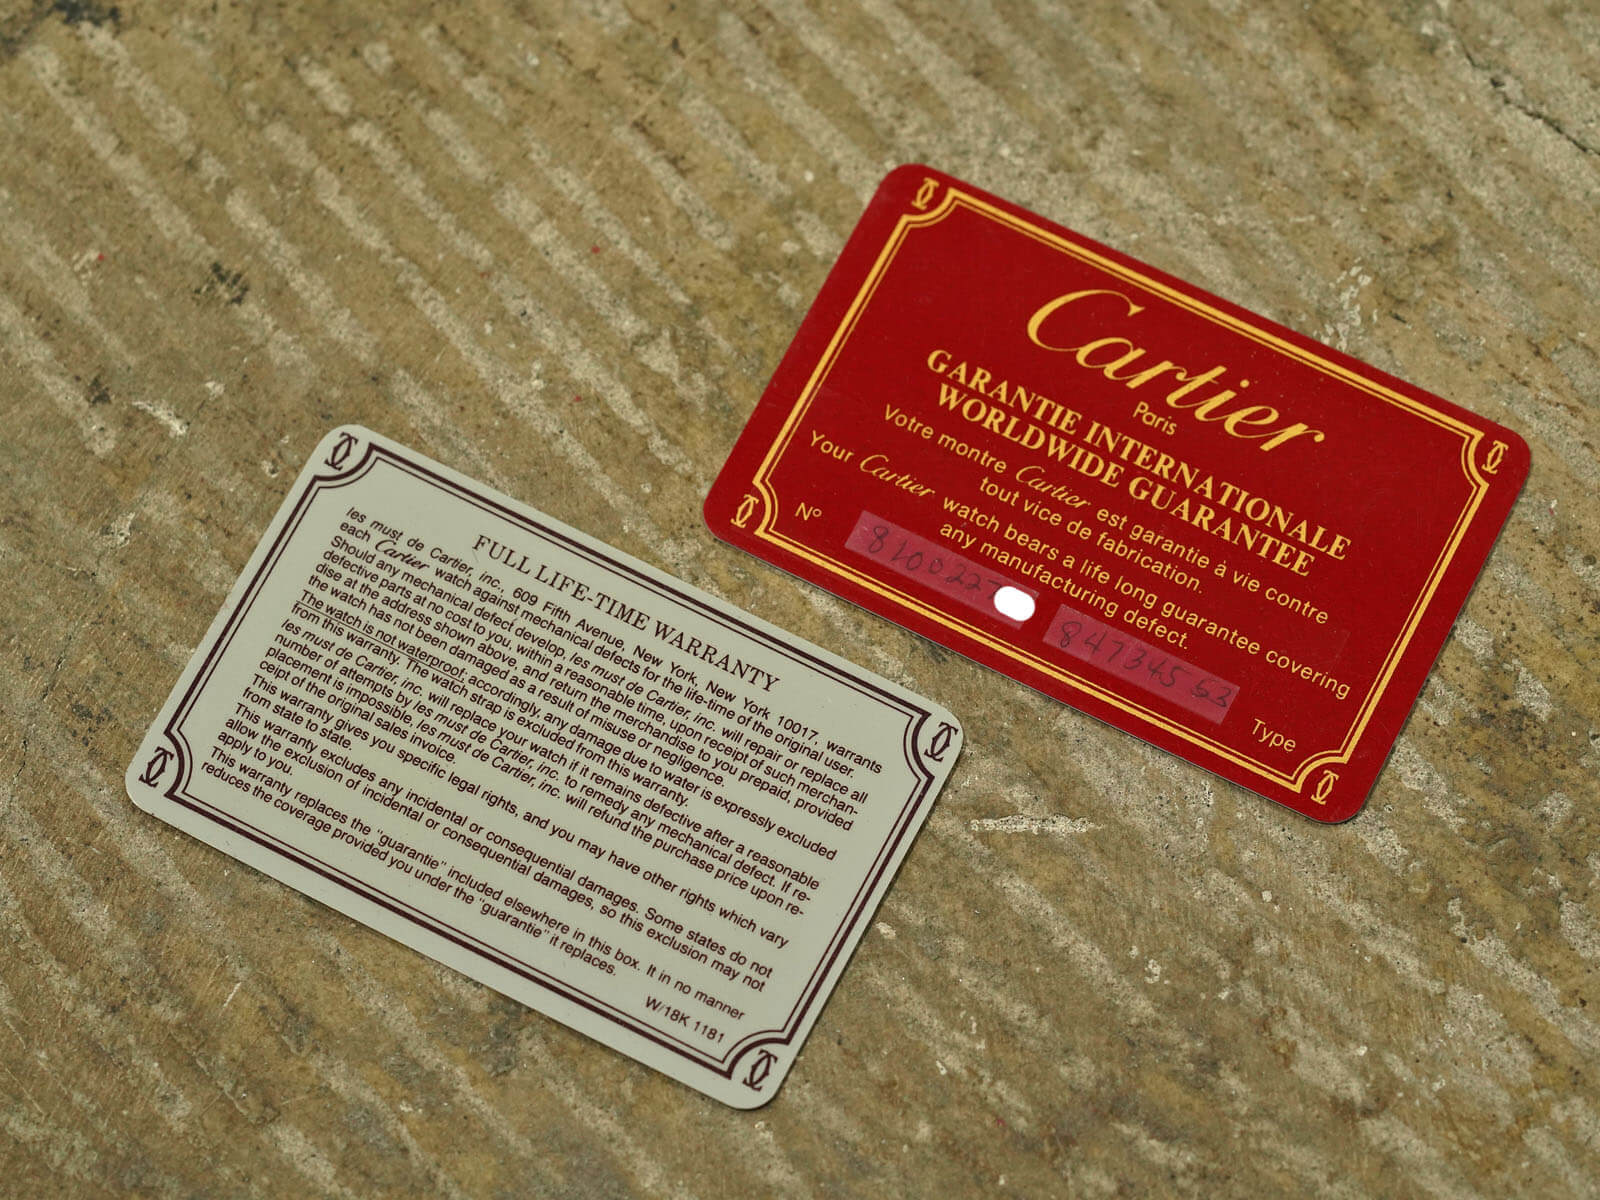 FULL LIFE-TIME WARRANTY
les must de Cartier, inc., 609 Fifth Avenue, New York, New York 10017, warrants
each Cartier watch against mechanical defects for the life-time of the original user.
Should any mechanical defect develop, les must de Cartier, inc. will repair or replace all
defective parts at no cost to you, within a reasonable time, upon receipt of such merchan-
dise at the address shown above, and return the merchandise to you prepaid, provided
the watch has not been damaged as a result of misuse or negligence.
The watch is not waterproof; accordingly, any damage due to water is expressly excluded
from this warranty. The watch strap is excluded from this warranty.
les must de Cartier, inc. will replace your watch if it remains defective after a reasonable
number of attempts by les must de Cartier, inc. to remedy any mechanical defect. If re-
placement is impossible, les must de Cartier, inc. will refund the purchase price upon re-
ceipt of the original sales invoice.
This warranty gives you specific legal rights, and you may have other rights which vary
from state to state.
This warranty excludes any incidental or consequential damages. Some states do not
allow the exclusion of incidental or consequential damages, so this exclusion may not
apply to you.
This warranty replaces the "guarantie" included elsewhere in this box. It in no manner
reduces the coverage provided you under the "guarantie" it replaces.
W/18K 1181
Cartier
Paris
GARANTIE INTERNATIONALE
WORLDWIDE GUARANTEE
Votre montre Cartier est garantie à vie contre
tout vice de fabrication.
Your Cartier watch bears a life long guarantee covering
any manufacturing defect.
N° 8100227 847345 53 Type